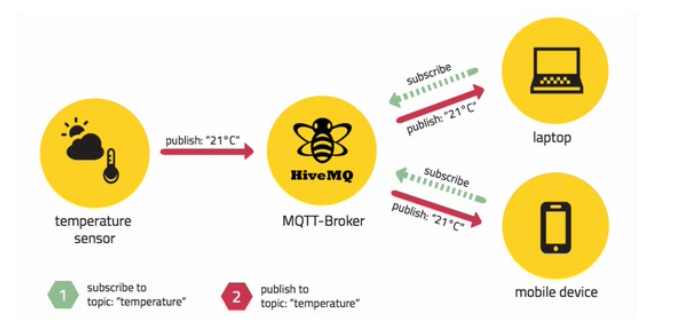 subscribe
publish: "21°C"
laptop
publish: "21°C"
HiveMQ
MQTT-Broker
temperature
sensor
subscribe
publish: "21°C"
mobile device
1
subscribe to
topic: "temperature"
2
publish to
topic: "temperature"